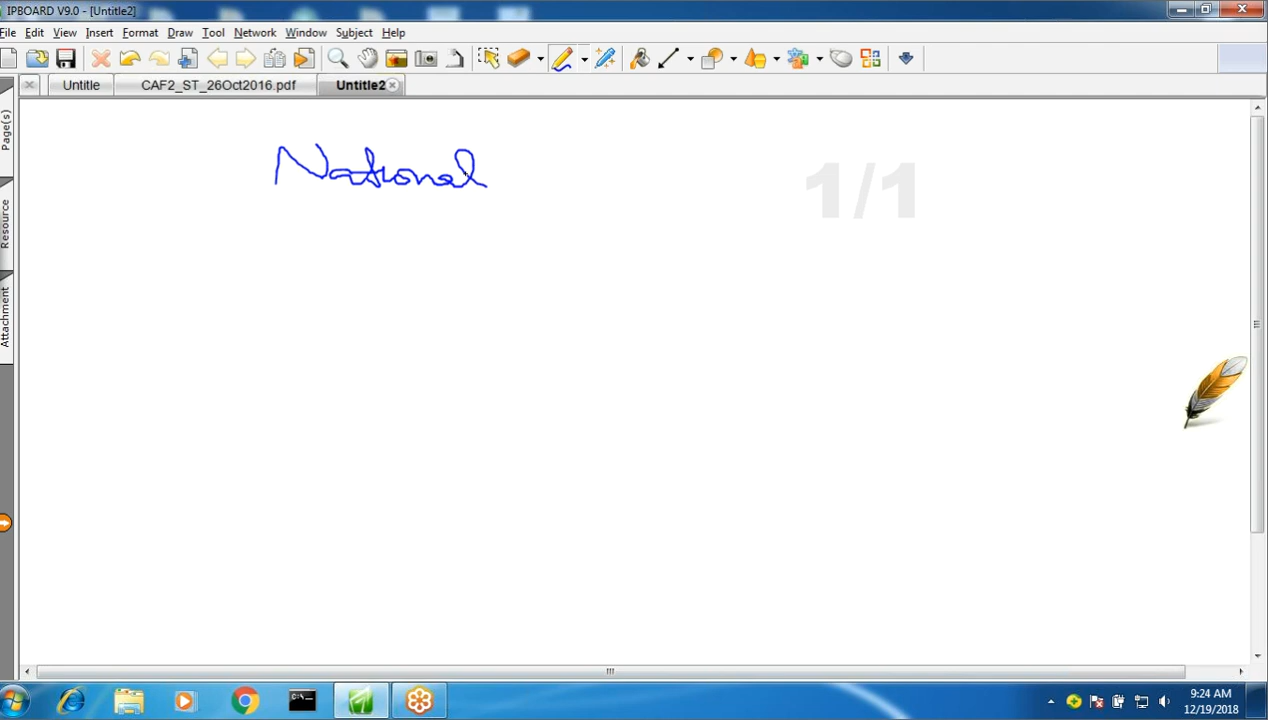 IPBOARD V9.0 - [Untitle2]
File Edit View Insert Format Draw Tool Network Window Subject Help
Untitle CAF2_ST_26Oct2016.pdf Untitle2
Page(s)
Resource
Attachment
National
1/1
9:24 AM
12/19/2018